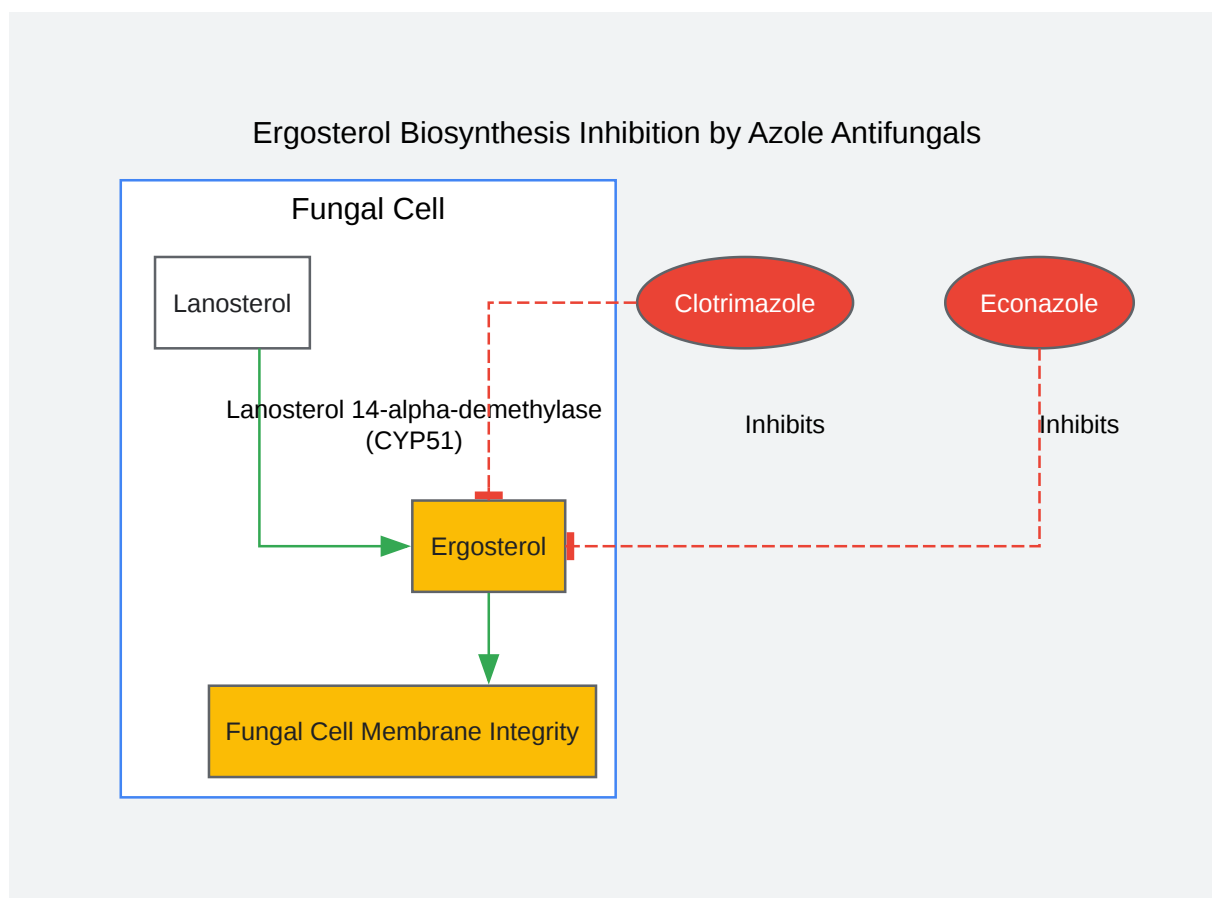 Ergosterol Biosynthesis Inhibition by Azole Antifungals
Fungal Cell
Lanosterol
Clotrimazole
Econazole
Lanosterol 14-alpha-demethylase
(CYP51)
Inhibits
Inhibits
Ergosterol
Fungal Cell Membrane Integrity